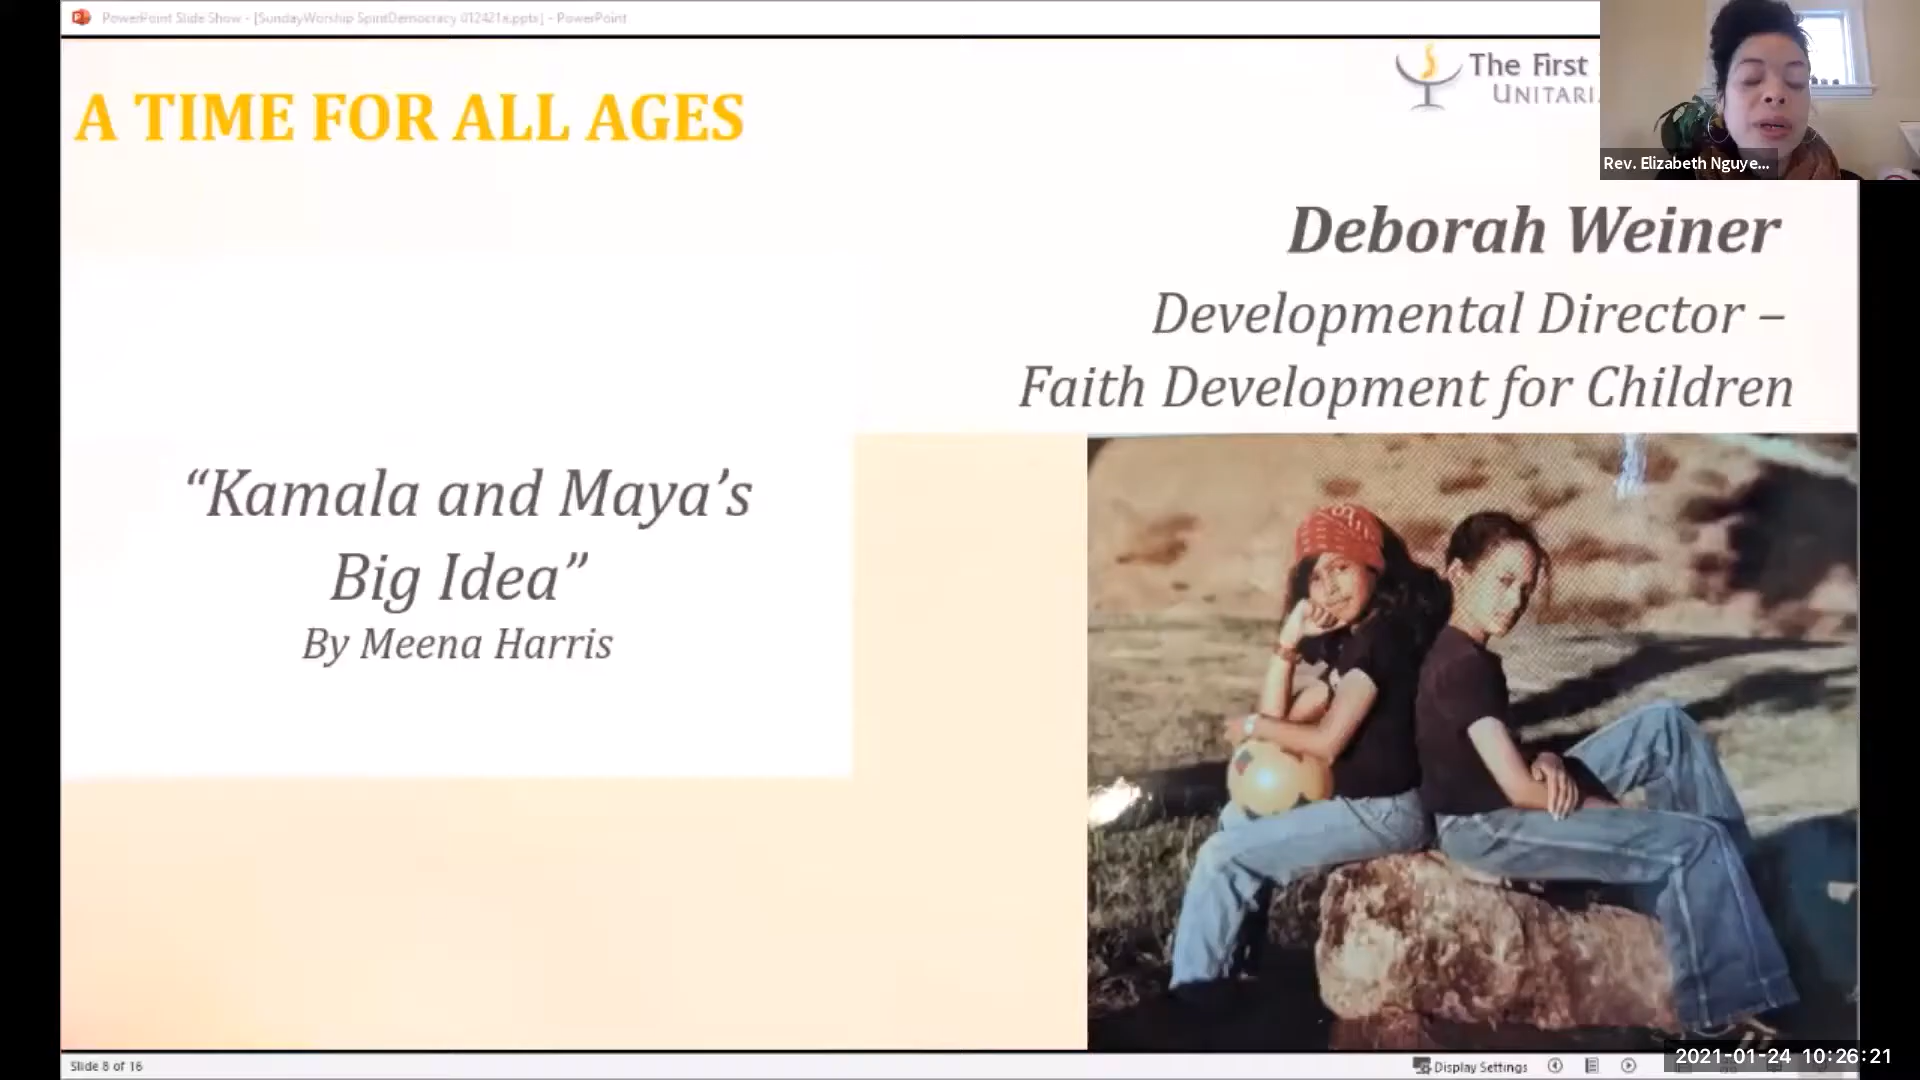 PowerPoint Slide Show - [SundayWorship SpiritDemocracy 012421a.pptx] - PowerPoint
The First
UNITARI
A TIME FOR ALL AGES
Rev. Elizabeth Nguye...
Deborah Weiner
Developmental Director –
Faith Development for Children
“Kamala and Maya’s
Big Idea”
By Meena Harris
Slide 8 of 16
Display Settings
2021-01-24 10:26:21